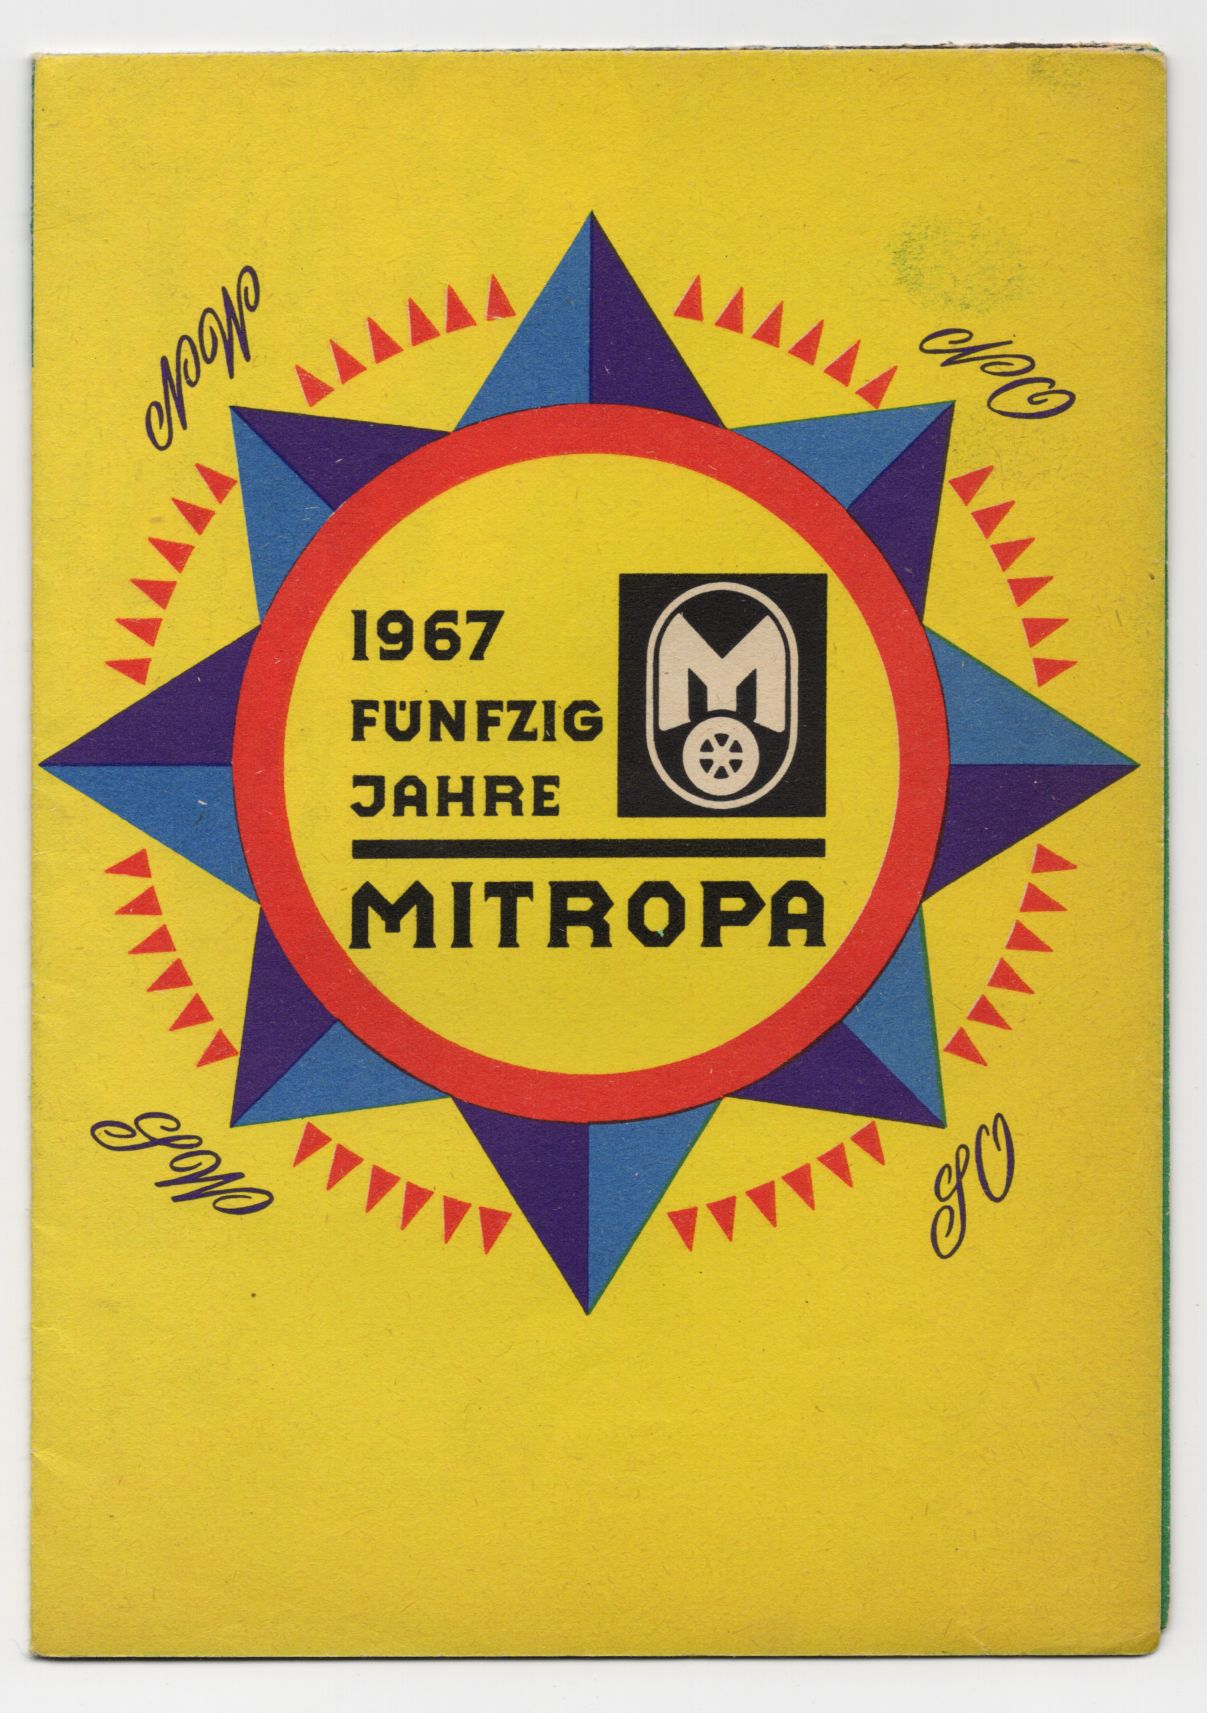 NW
NO
1967
FÜNFZIG
JAHRE
M
MITROPA
SW
SO